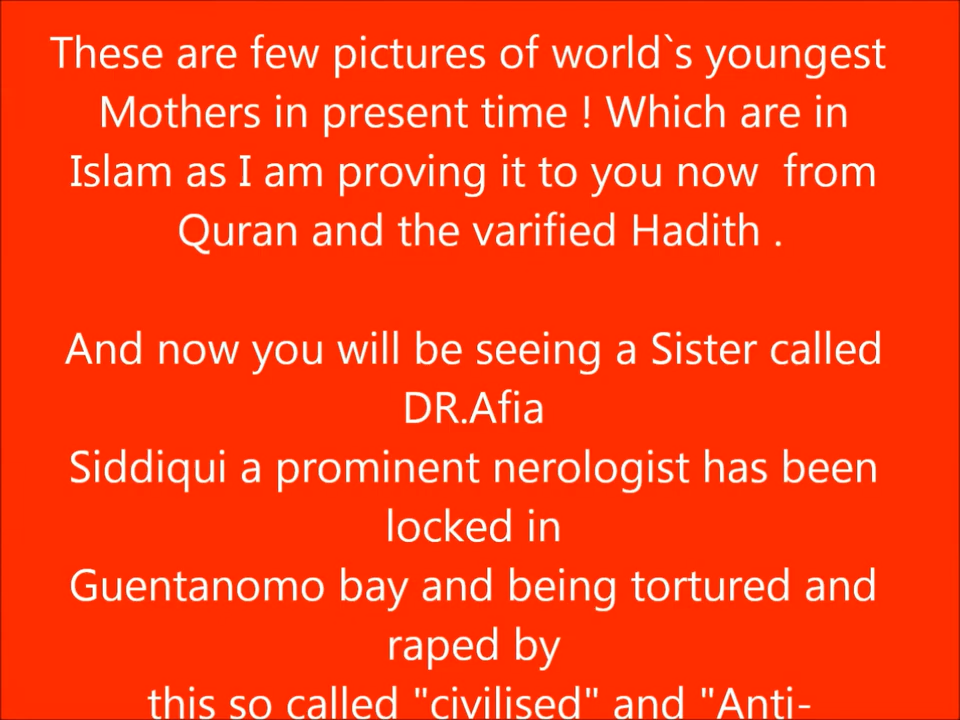 These are few pictures of world`s youngest
Mothers in present time ! Which are in
Islam as I am proving it to you now  from
Quran and the varified Hadith .
And now you will be seeing a Sister called
DR.Afia
Siddiqui a prominent nerologist has been
locked in
Guentanomo bay and being tortured and
raped by
this so called "civilised" and "Anti-